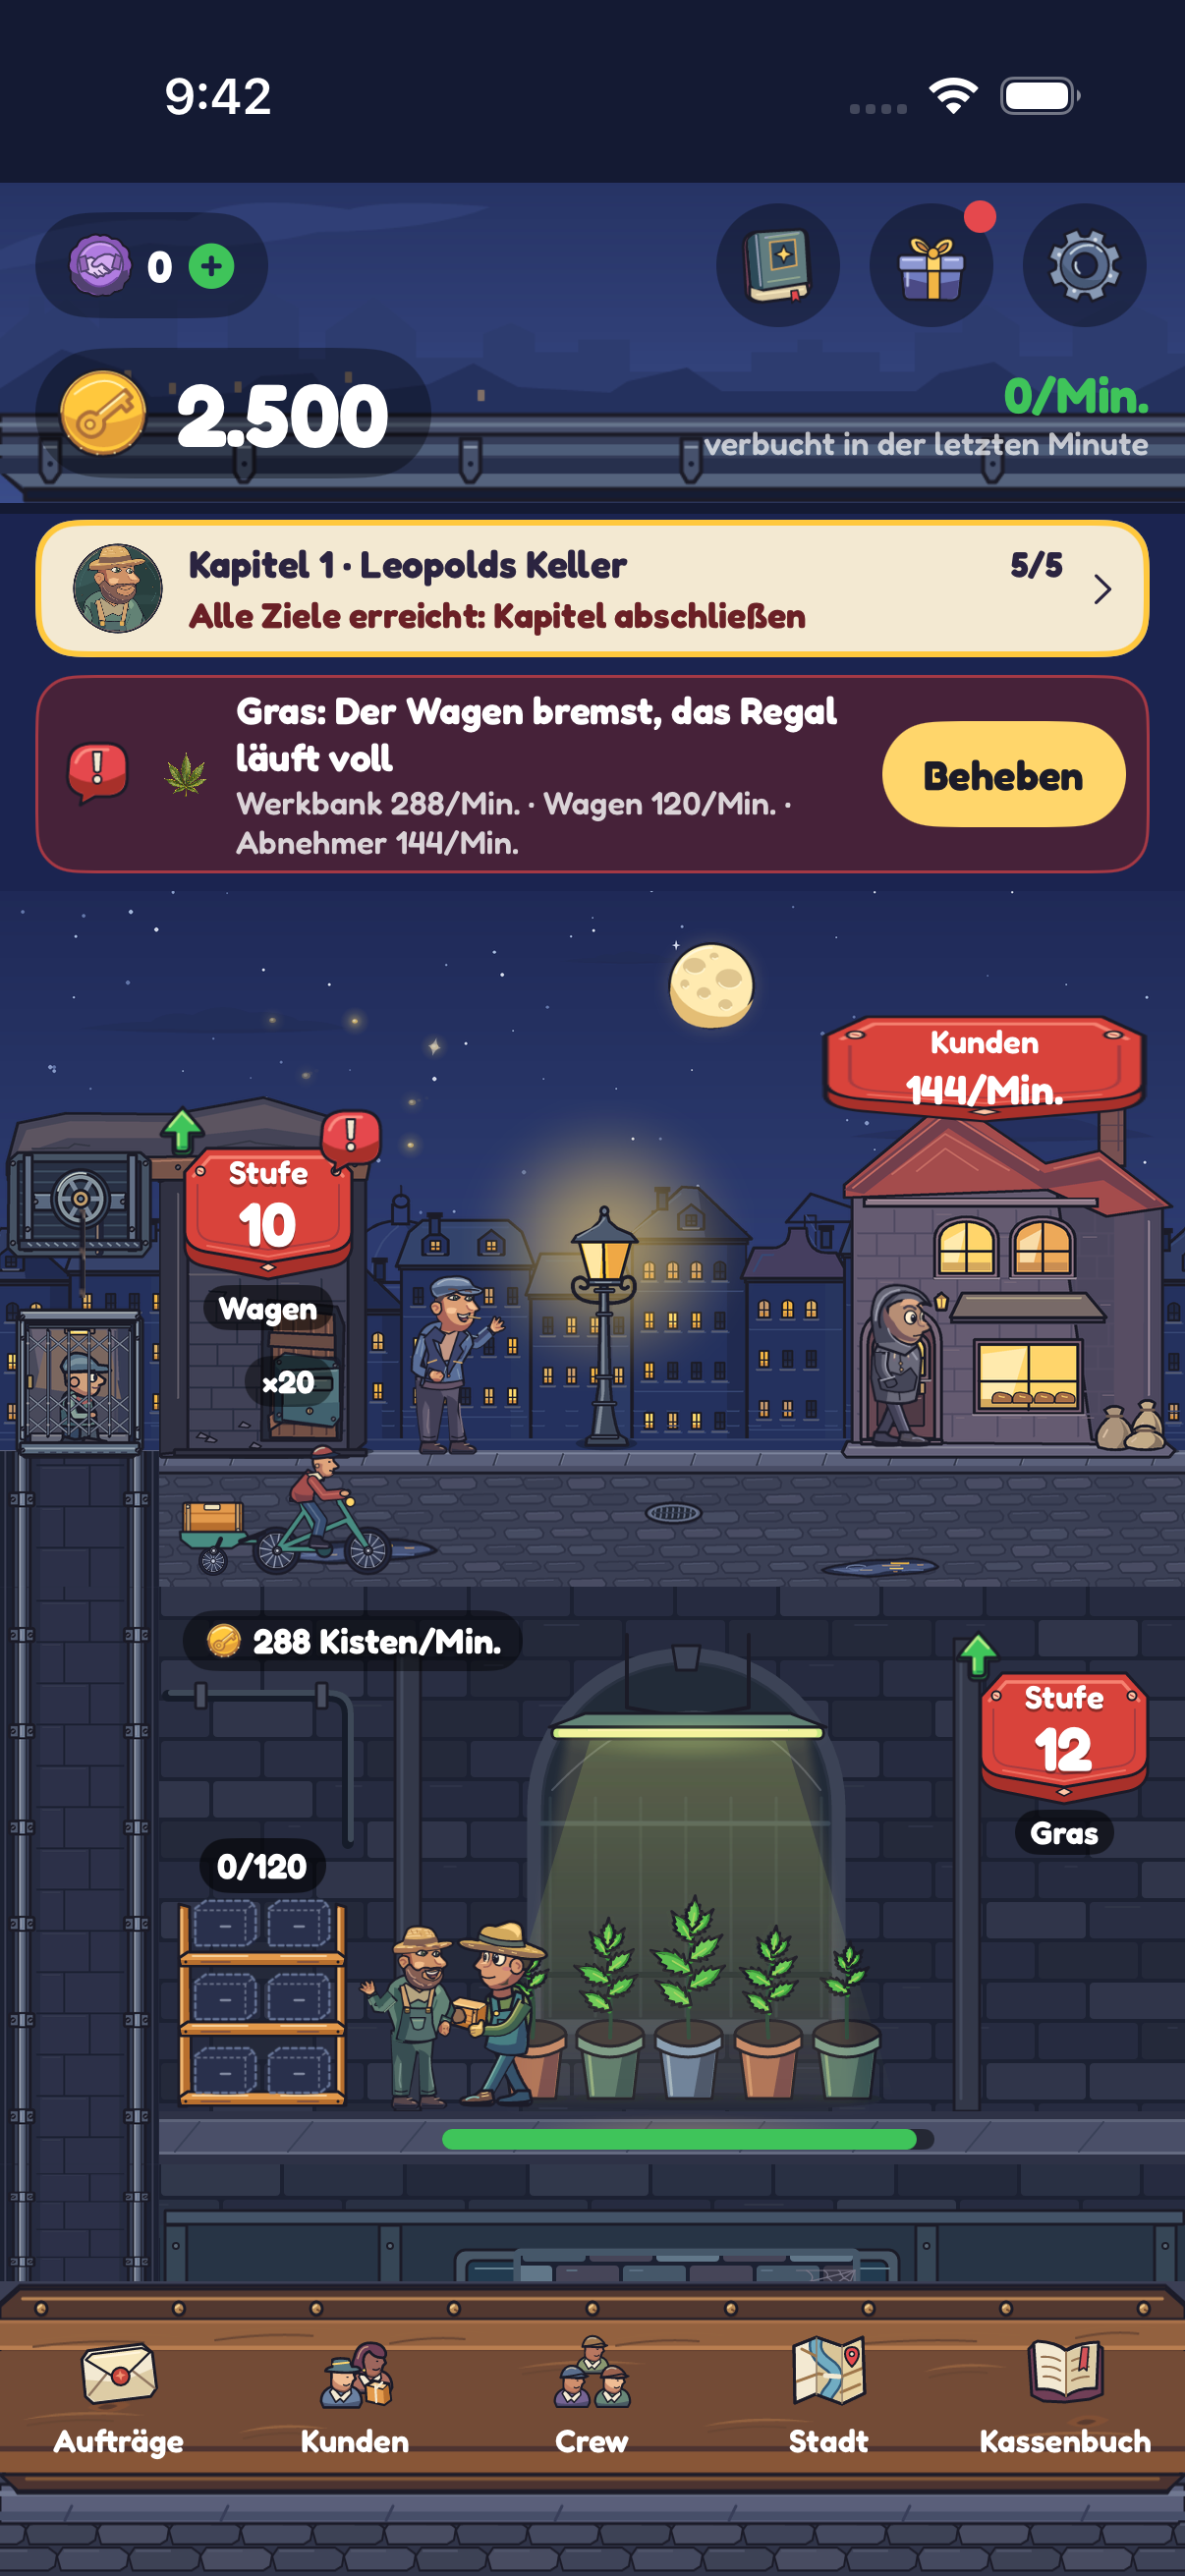 9:42
0
2.500
0/Min.
verbucht in der letzten Minute
Kapitel 1 · Leopolds Keller
5/5
Alle Ziele erreicht: Kapitel abschließen
Gras: Der Wagen bremst, das Regal
läuft voll
Werkbank 288/Min. · Wagen 120/Min. ·
Abnehmer 144/Min.
Beheben
Kunden
144/Min.
Stufe
10
Wagen
x20
288 Kisten/Min.
Stufe
12
Gras
0/120
Aufträge
Kunden
Crew
Stadt
Kassenbuch